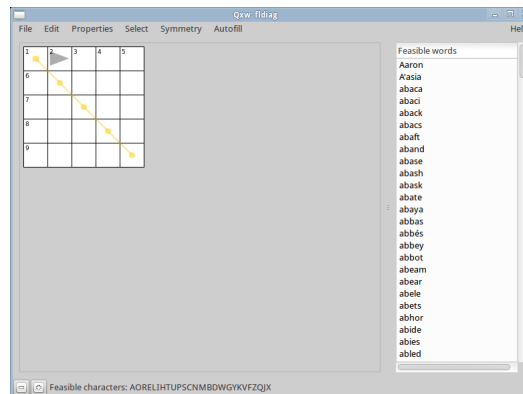 Qxw fldiag
File Edit Properties Select Symmetry Autofill Hel
1 2 3 4 5
6
7
8
9
Feasible words
Aaron
A'asia
abaca
abaci
aback
abacs
abaft
aband
abase
abash
abask
abate
abaya
abbas
abbés
abbey
abbot
abeam
abear
abele
abets
abhor
abide
abies
abled
Feasible characters: AORELIHTUPSCNMBDWGYKVFZQJX